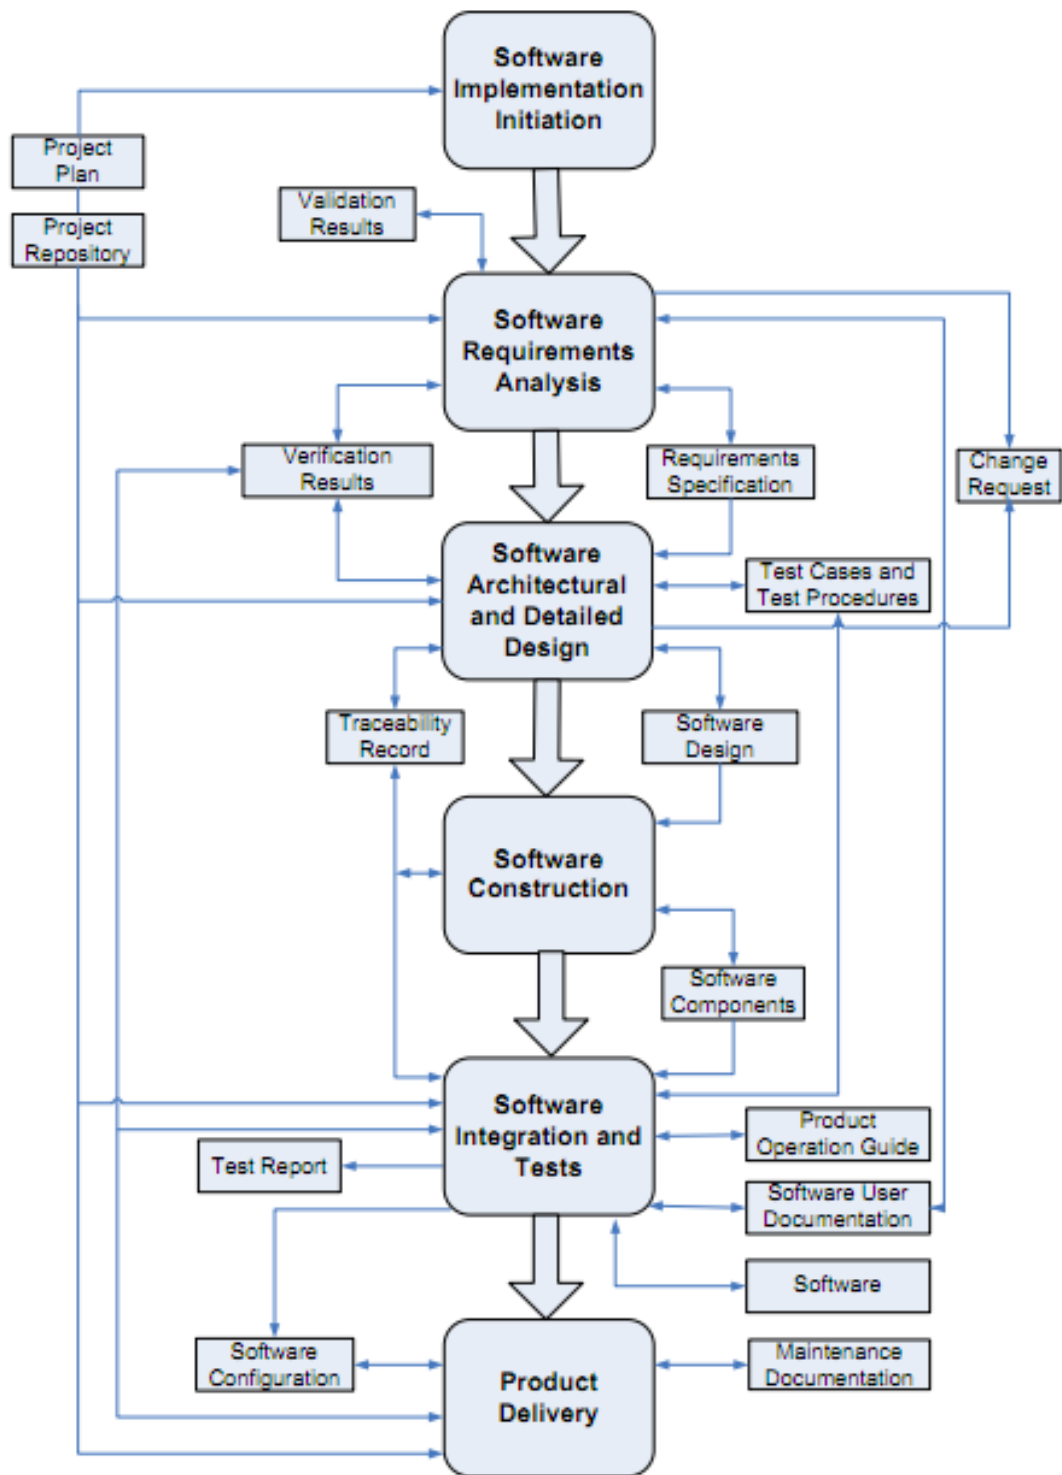 Software
Implementation
Initiation
Project
Plan
Validation
Results
Project
Repository
Software
Requirements
Analysis
Verification
Results
Requirements
Specification
Change
Request
Software
Architectural
and Detailed
Design
Test Cases and
Test Procedures
Traceability
Record
Software
Design
Software
Construction
Software
Components
Software
Integration and
Tests
Product
Operation Guide
Test Report
Software User
Documentation
Software
Software
Configuration
Product
Delivery
Maintenance
Documentation